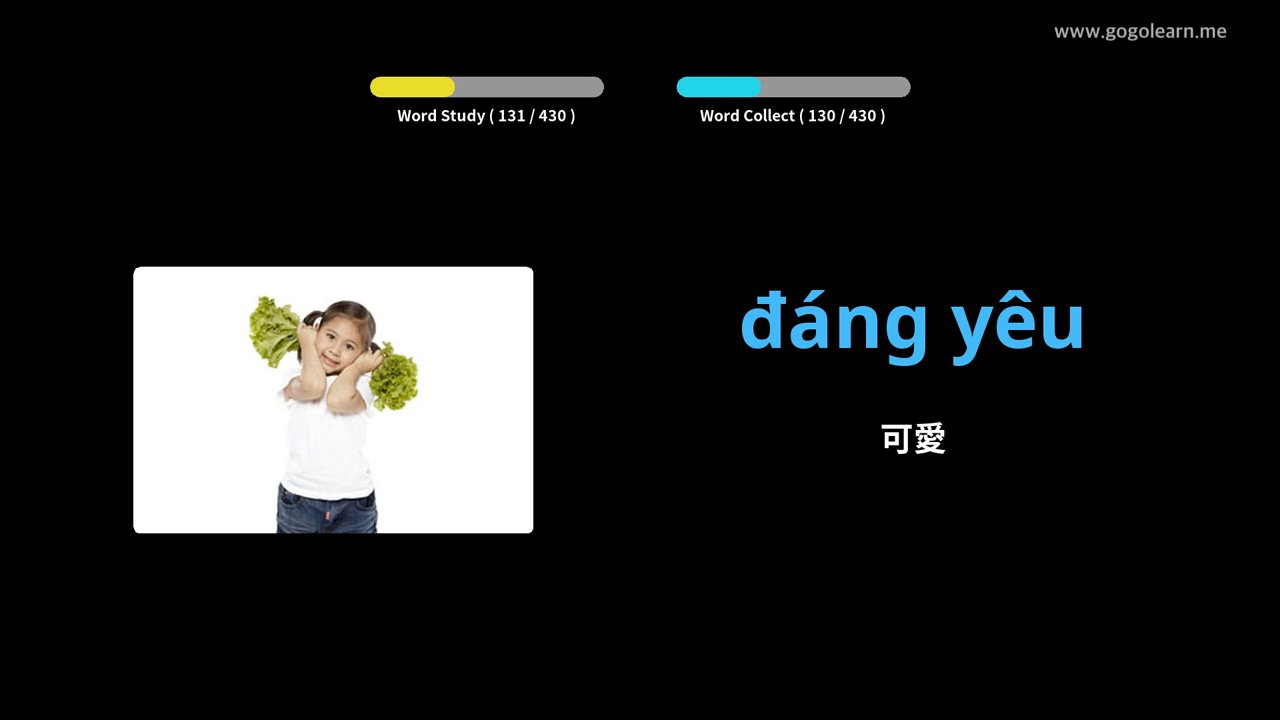 www.gogolearn.me
Word Study ( 131 / 430 )
Word Collect ( 130 / 430 )
đáng yêu
可愛